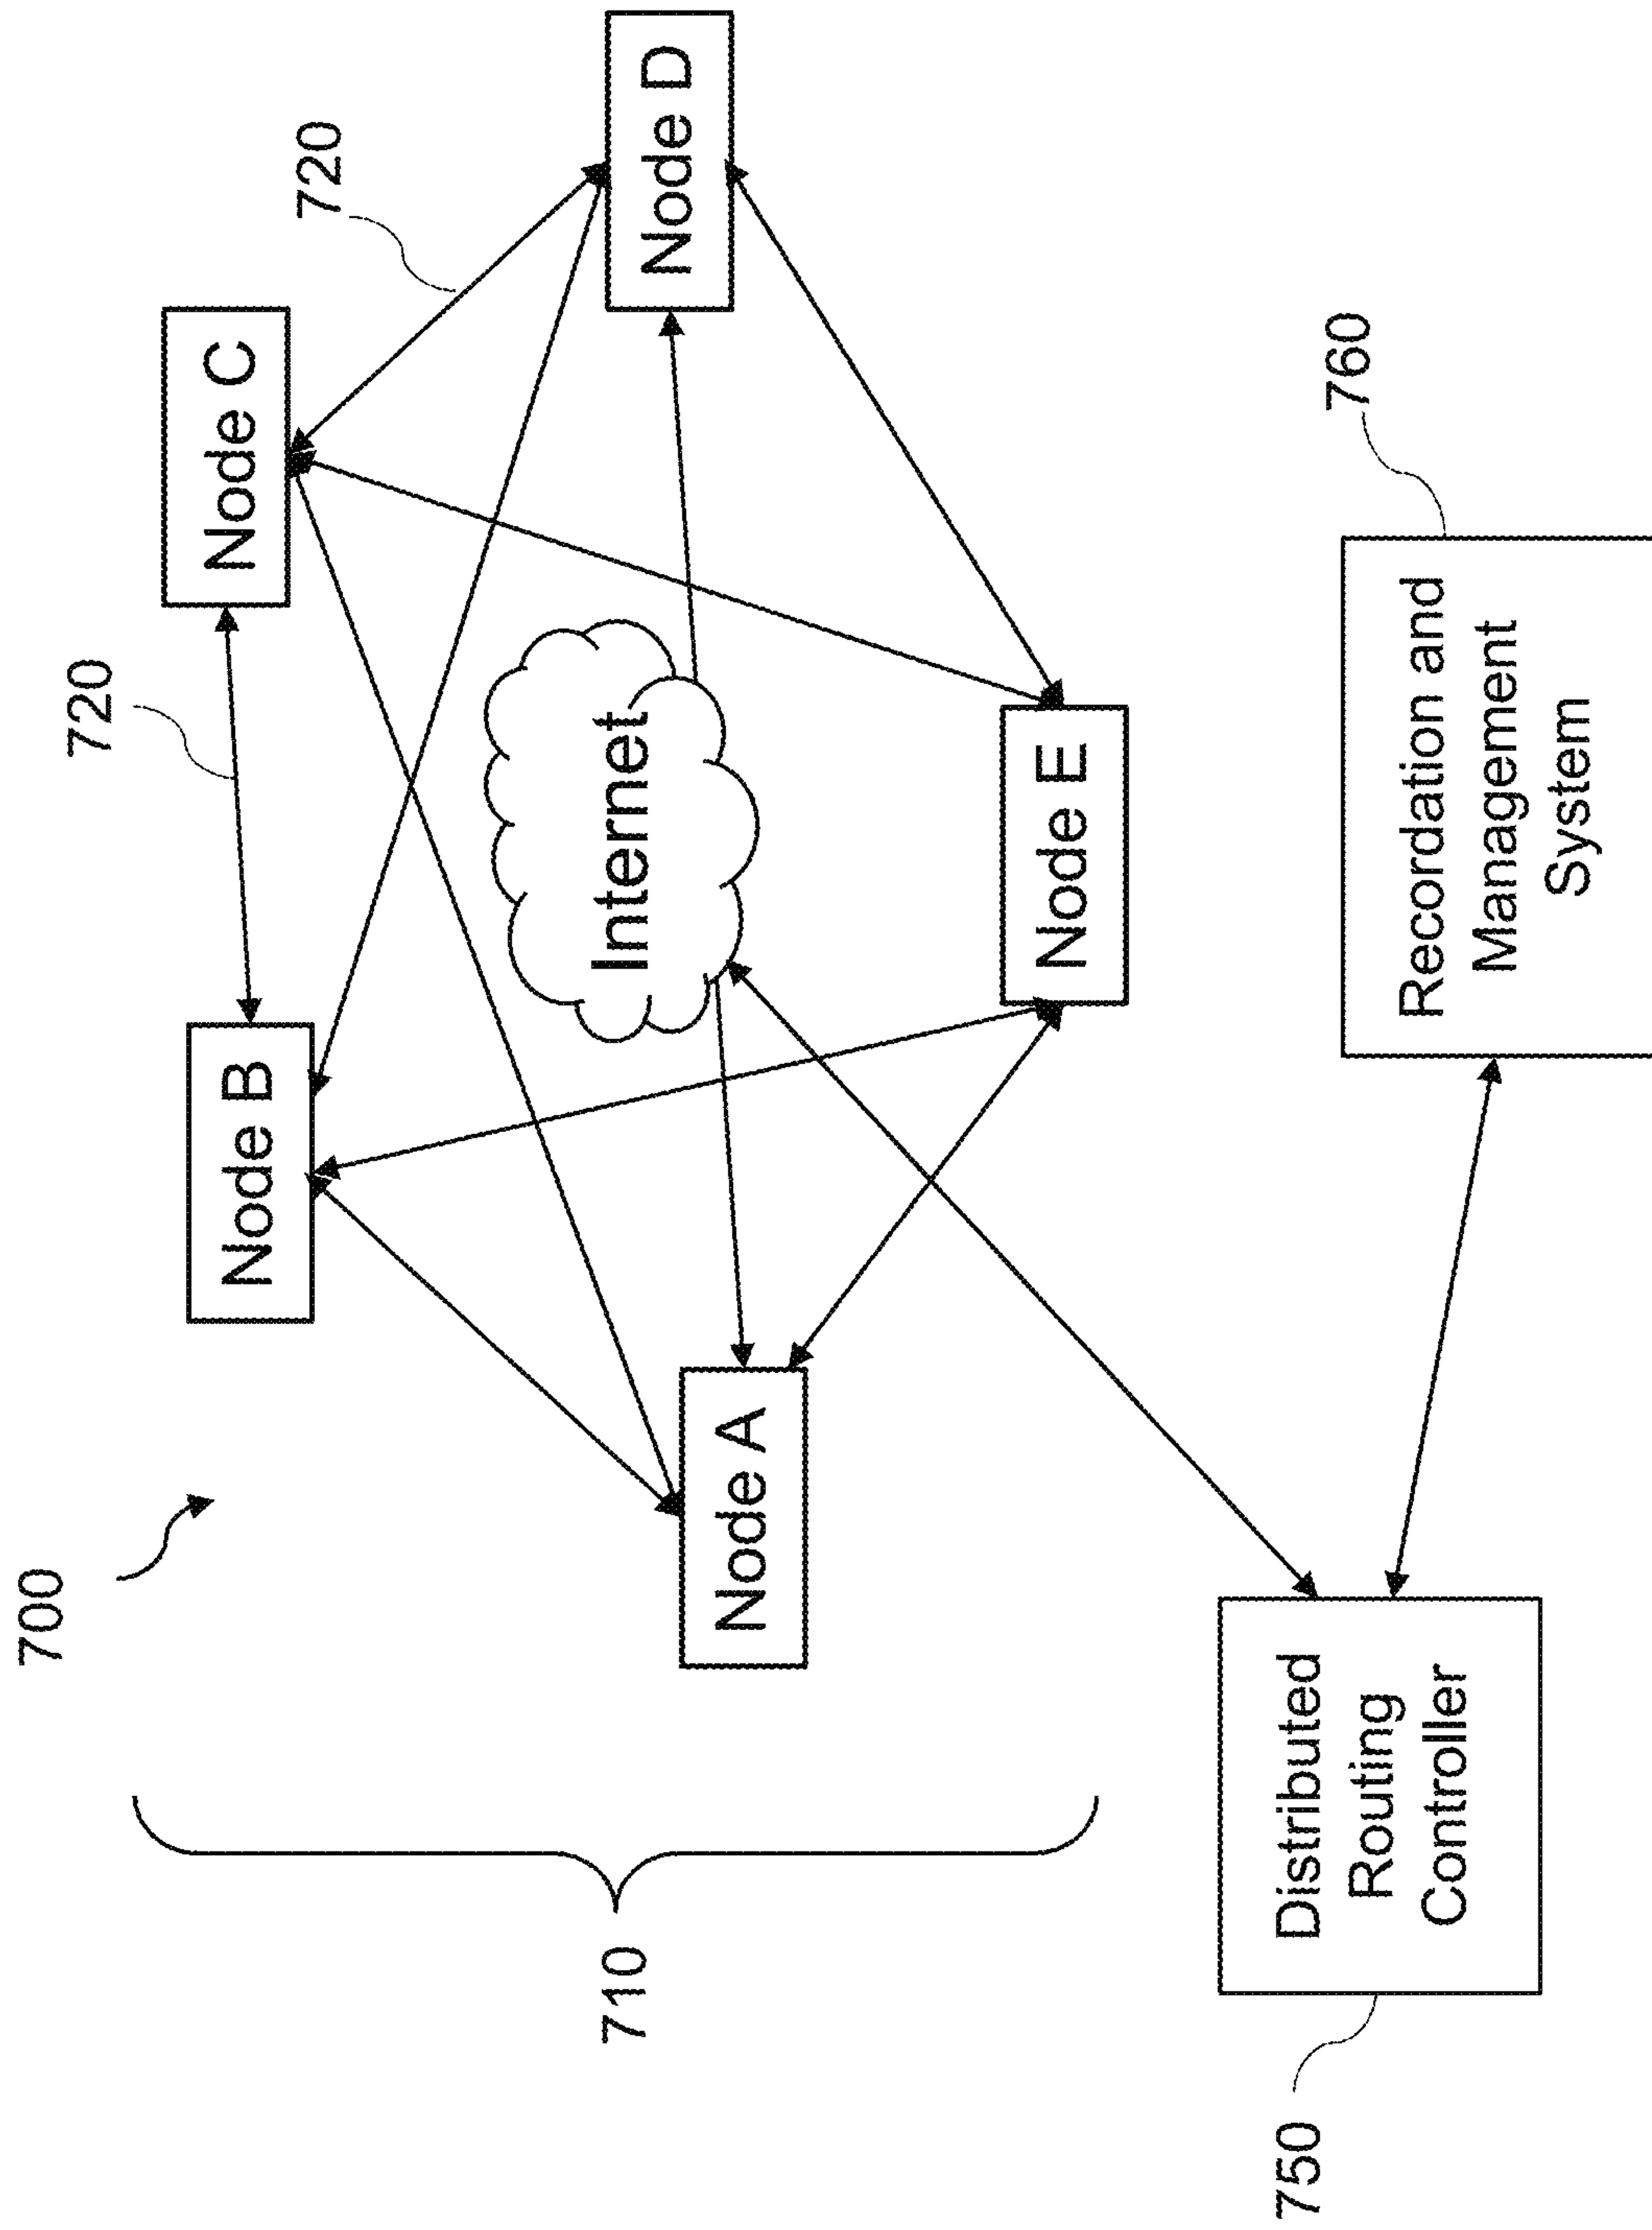 700
720
720
Node B
Node C
Node A
Internet
Node D
Node E
710
750
Distributed
Routing
Controller
760
Recordation and
Management
System